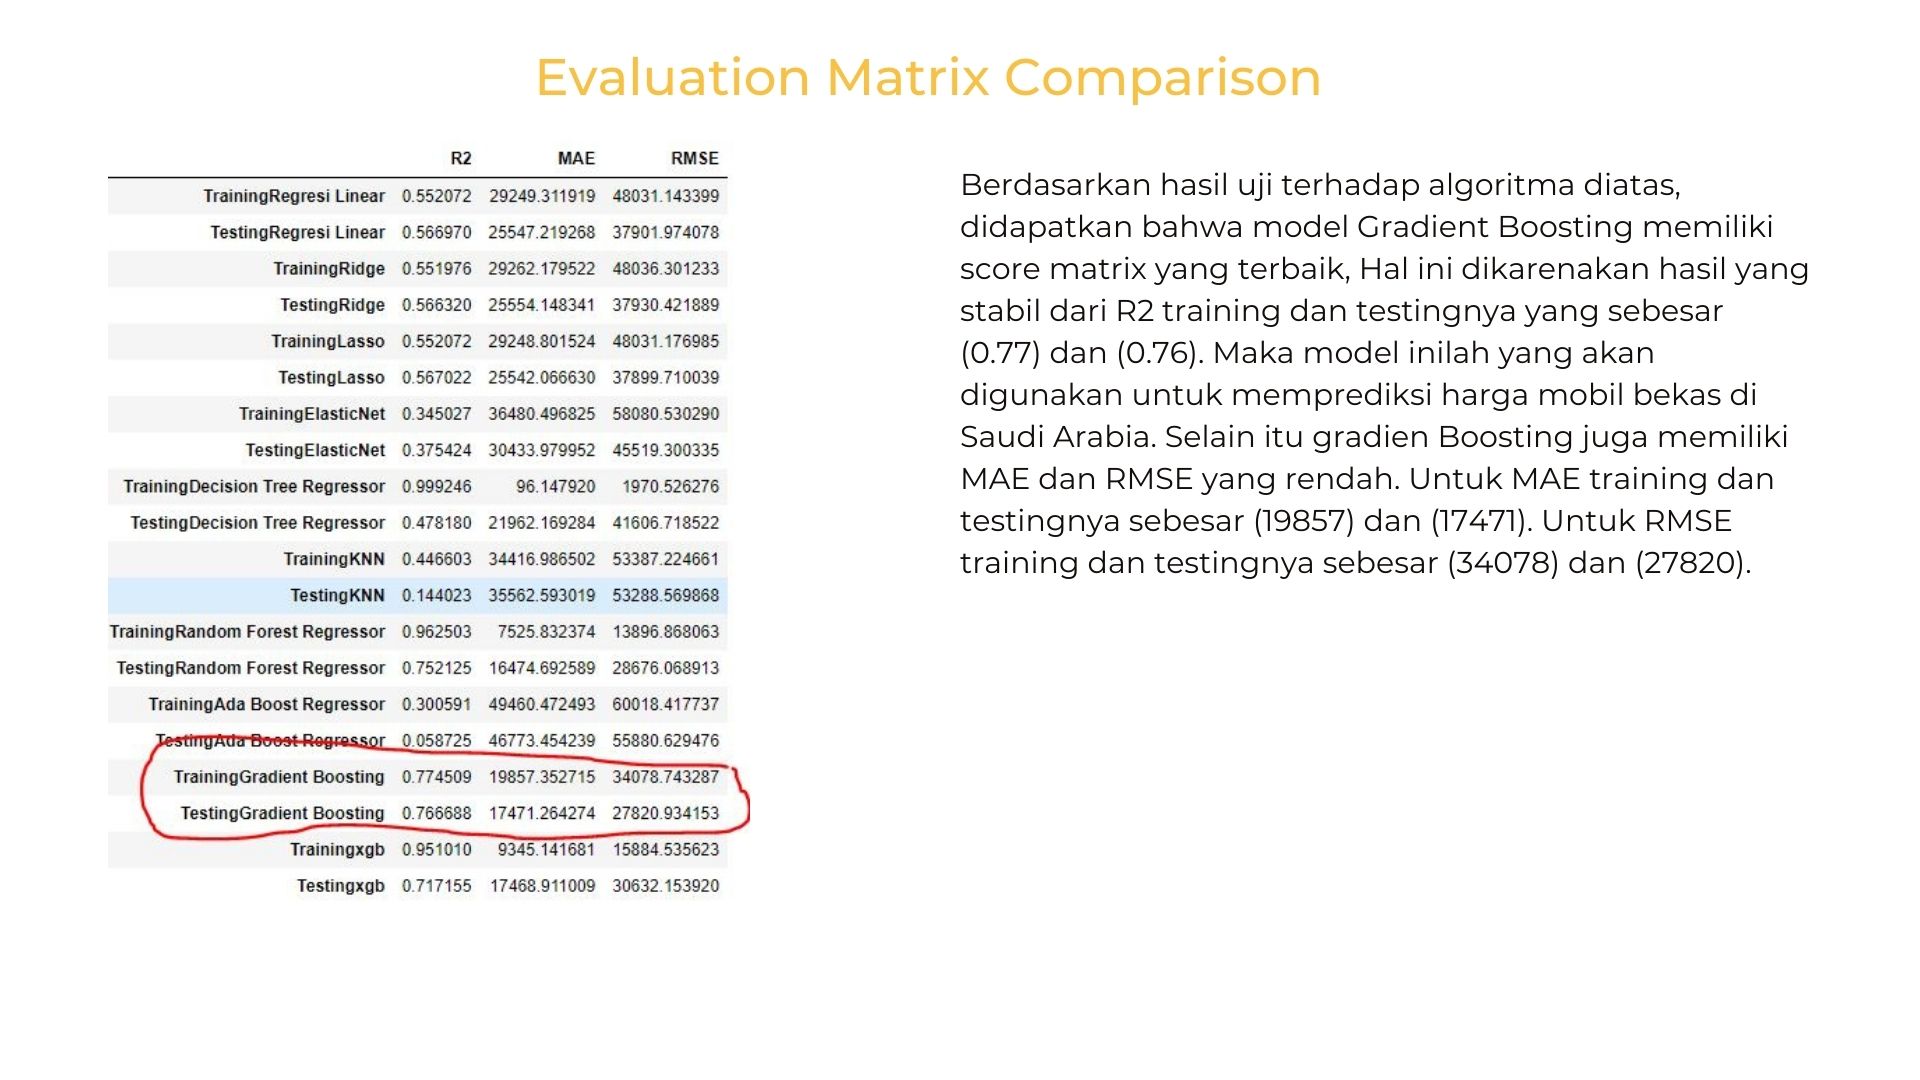 Evaluation Matrix Comparison
R2 MAE RMSE
TrainingRegresi Linear 0.552072 29249.311919 48031.143399
TestingRegresi Linear 0.566970 25547.219268 37901.974078
TrainingRidge 0.551976 29262.179522 48036.301233
TestingRidge 0.566320 25554.148341 37930.421889
TrainingLasso 0.552072 29248.801524 48031.176985
TestingLasso 0.567022 25542.066630 37899.710039
TrainingElasticNet 0.345027 36480.496825 58080.530290
TestingElasticNet 0.375424 30433.979952 45519.300335
TrainingDecision Tree Regressor 0.999246 96.147920 1970.526276
TestingDecision Tree Regressor 0.478180 21962.169284 41606.718522
TrainingKNN 0.446603 34416.986502 53387.224661
TestingKNN 0.144023 35562.593019 53288.569868
TrainingRandom Forest Regressor 0.962503 7525.832374 13896.868063
TestingRandom Forest Regressor 0.752125 16474.692589 28676.068913
TrainingAda Boost Regressor 0.300591 49460.472493 60018.417737
TestingAda Boost Regressor 0.058725 46773.454239 55880.629476
TrainingGradient Boosting 0.774509 19857.352715 34078.743287
TestingGradient Boosting 0.766688 17471.264274 27820.934153
Trainingxgb 0.951010 9345.141681 15884.535623
Testingxgb 0.717155 17468.911009 30632.153920
Berdasarkan hasil uji terhadap algoritma diatas,
didapatkan bahwa model Gradient Boosting memiliki
score matrix yang terbaik, Hal ini dikarenakan hasil yang
stabil dari R2 training dan testingnya yang sebesar
(0.77) dan (0.76). Maka model inilah yang akan
digunakan untuk memprediksi harga mobil bekas di
Saudi Arabia. Selain itu gradien Boosting juga memiliki
MAE dan RMSE yang rendah. Untuk MAE training dan
testingnya sebesar (19857) dan (17471). Untuk RMSE
training dan testingnya sebesar (34078) dan (27820).